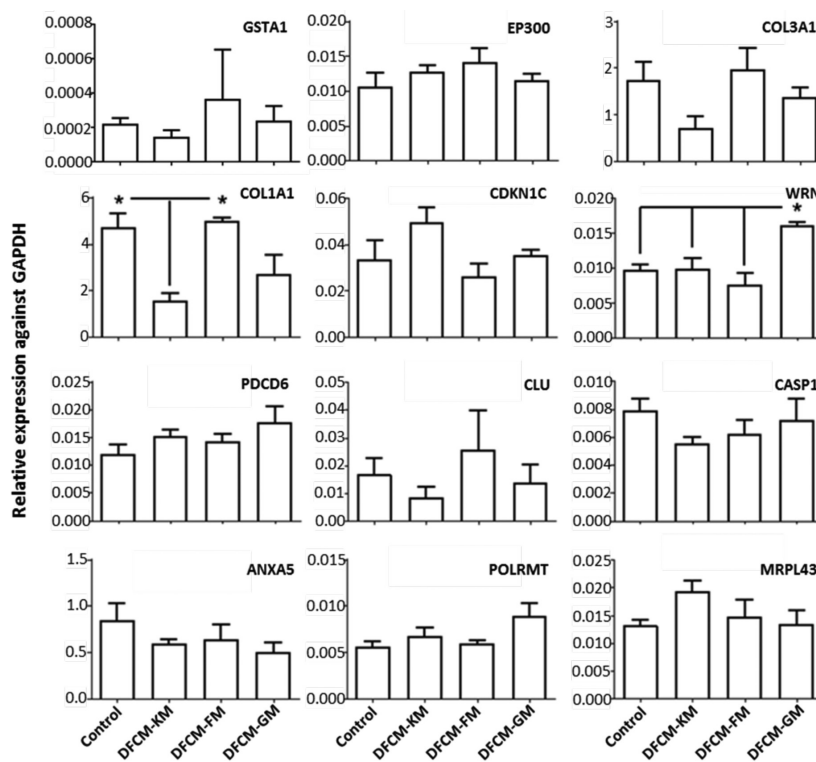 Relative expression against GAPDH
GSTA1
0.0008
0.0006
0.0004
0.0002
0.0000
EP300
0.020
0.015
0.010
0.005
0.000
COL3A1
3
2
1
0
COL1A1
6
4
2
0
* *
CDKN1C
0.06
0.04
0.02
0.00
WRN
0.020
0.015
0.010
0.005
0.000
*
PDCD6
0.025
0.020
0.015
0.010
0.005
0.000
CLU
0.05
0.04
0.03
0.02
0.01
0.00
CASP1
0.010
0.008
0.006
0.004
0.002
0.000
ANXA5
1.5
1.0
0.5
0.0
POLRMT
0.015
0.010
0.005
0.000
MRPL43
0.025
0.020
0.015
0.010
0.005
0.000
Control
DFCM-KM
DFCM-FM
DFCM-GM
Control
DFCM-KM
DFCM-FM
DFCM-GM
Control
DFCM-KM
DFCM-FM
DFCM-GM